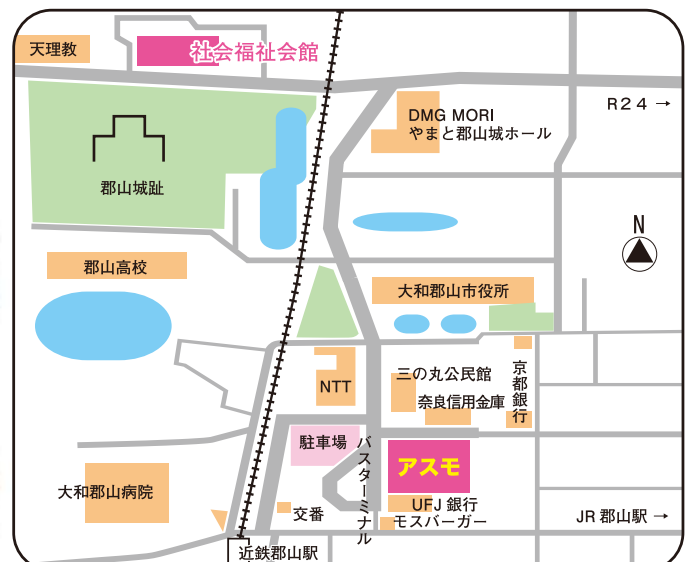 天理教
社会福祉会館
R24 →
DMG MORI
やまと郡山城ホール
郡山城趾
N
郡山高校
大和郡山市役所
三の丸公民館
京都銀行
NTT
奈良信用金庫
駐車場
バスターミナル
アスモ
大和郡山病院
UFJ 銀行
交番
モスバーガー
JR 郡山駅 →
近鉄郡山駅